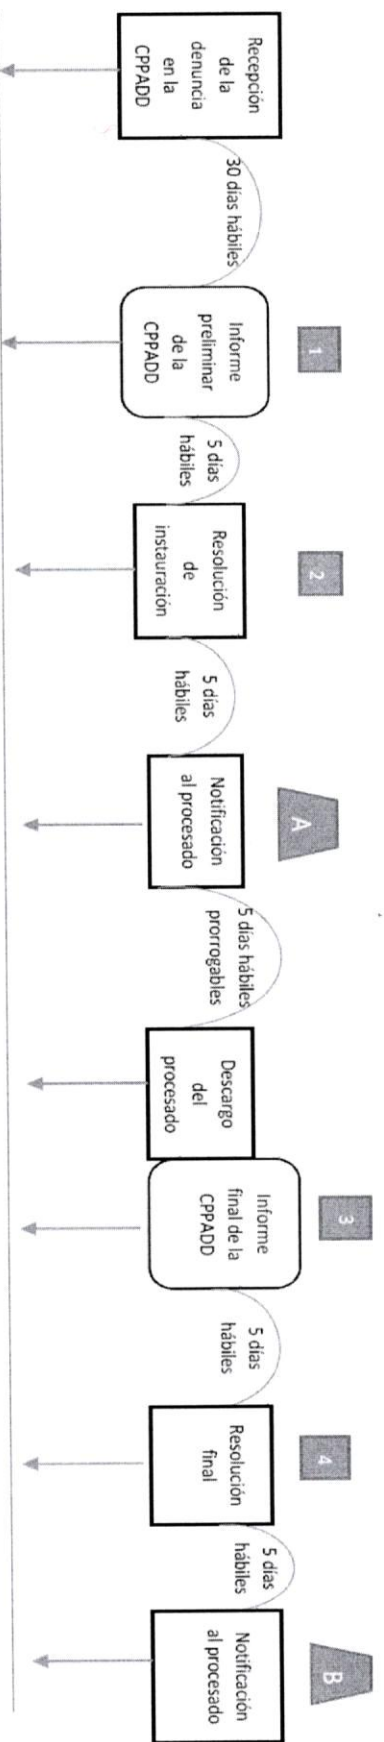 Recepción
de la
denuncia
en la
CPPADD
30 días hábiles
1
Informe
preliminar
de la
CPPADD
5 días
hábiles
2
Resolución
de
instauración
5 días
hábiles
A
Notificación
al procesado
5 días hábiles
prorrogables
Descargo
del
procesado
3
Informe
final de la
CPPADD
5 días
hábiles
4
Resolución
final
5 días
hábiles
B
Notificación
al procesado